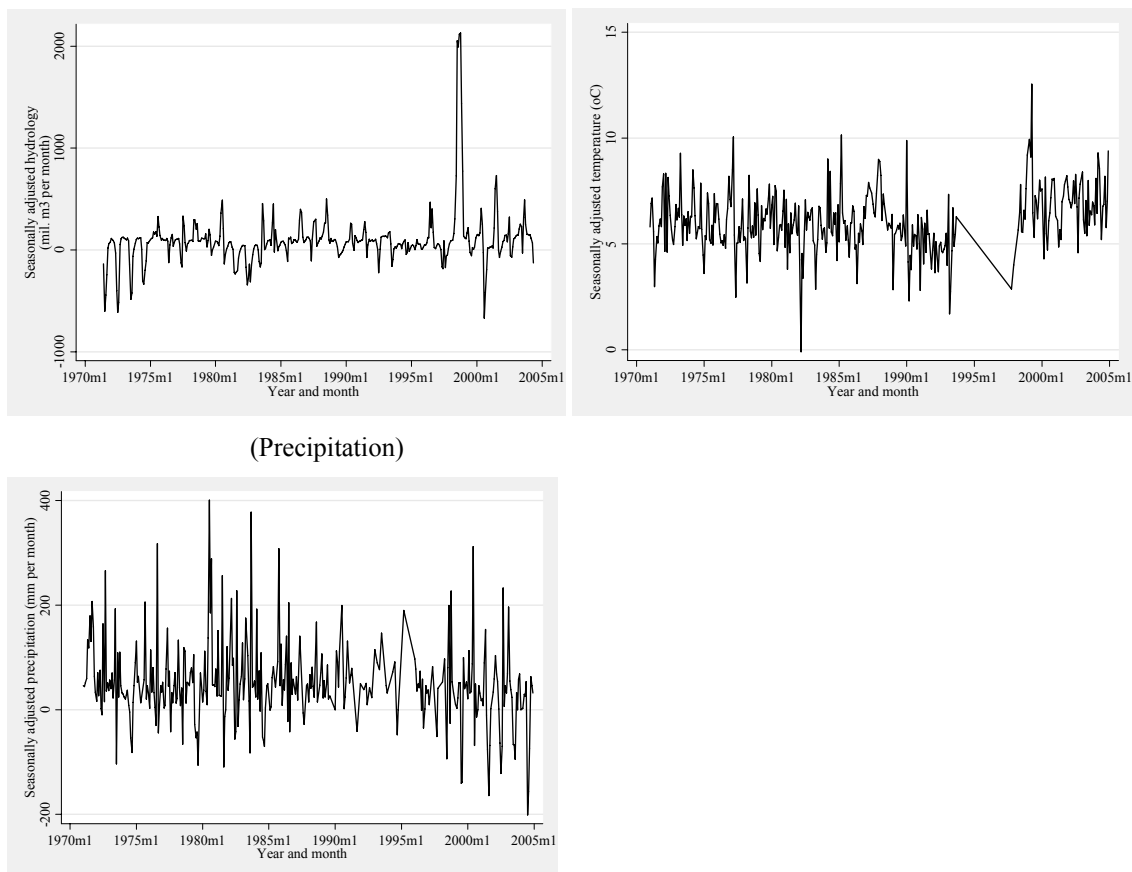 Seasonally adjusted hydrology
(mil. m3 per month)
2000
1000
0
-1000
1970m1 1975m1 1980m1 1985m1 1990m1 1995m1 2000m1 2005m1
Year and month
Seasonally adjusted temperature (oC)
15
10
5
0
1970m1 1975m1 1980m1 1985m1 1990m1 1995m1 2000m1 2005m1
Year and month
(Precipitation)
Seasonally adjusted precipitation (mm per month)
400
200
0
-200
1970m1 1975m1 1980m1 1985m1 1990m1 1995m1 2000m1 2005m1
Year and month